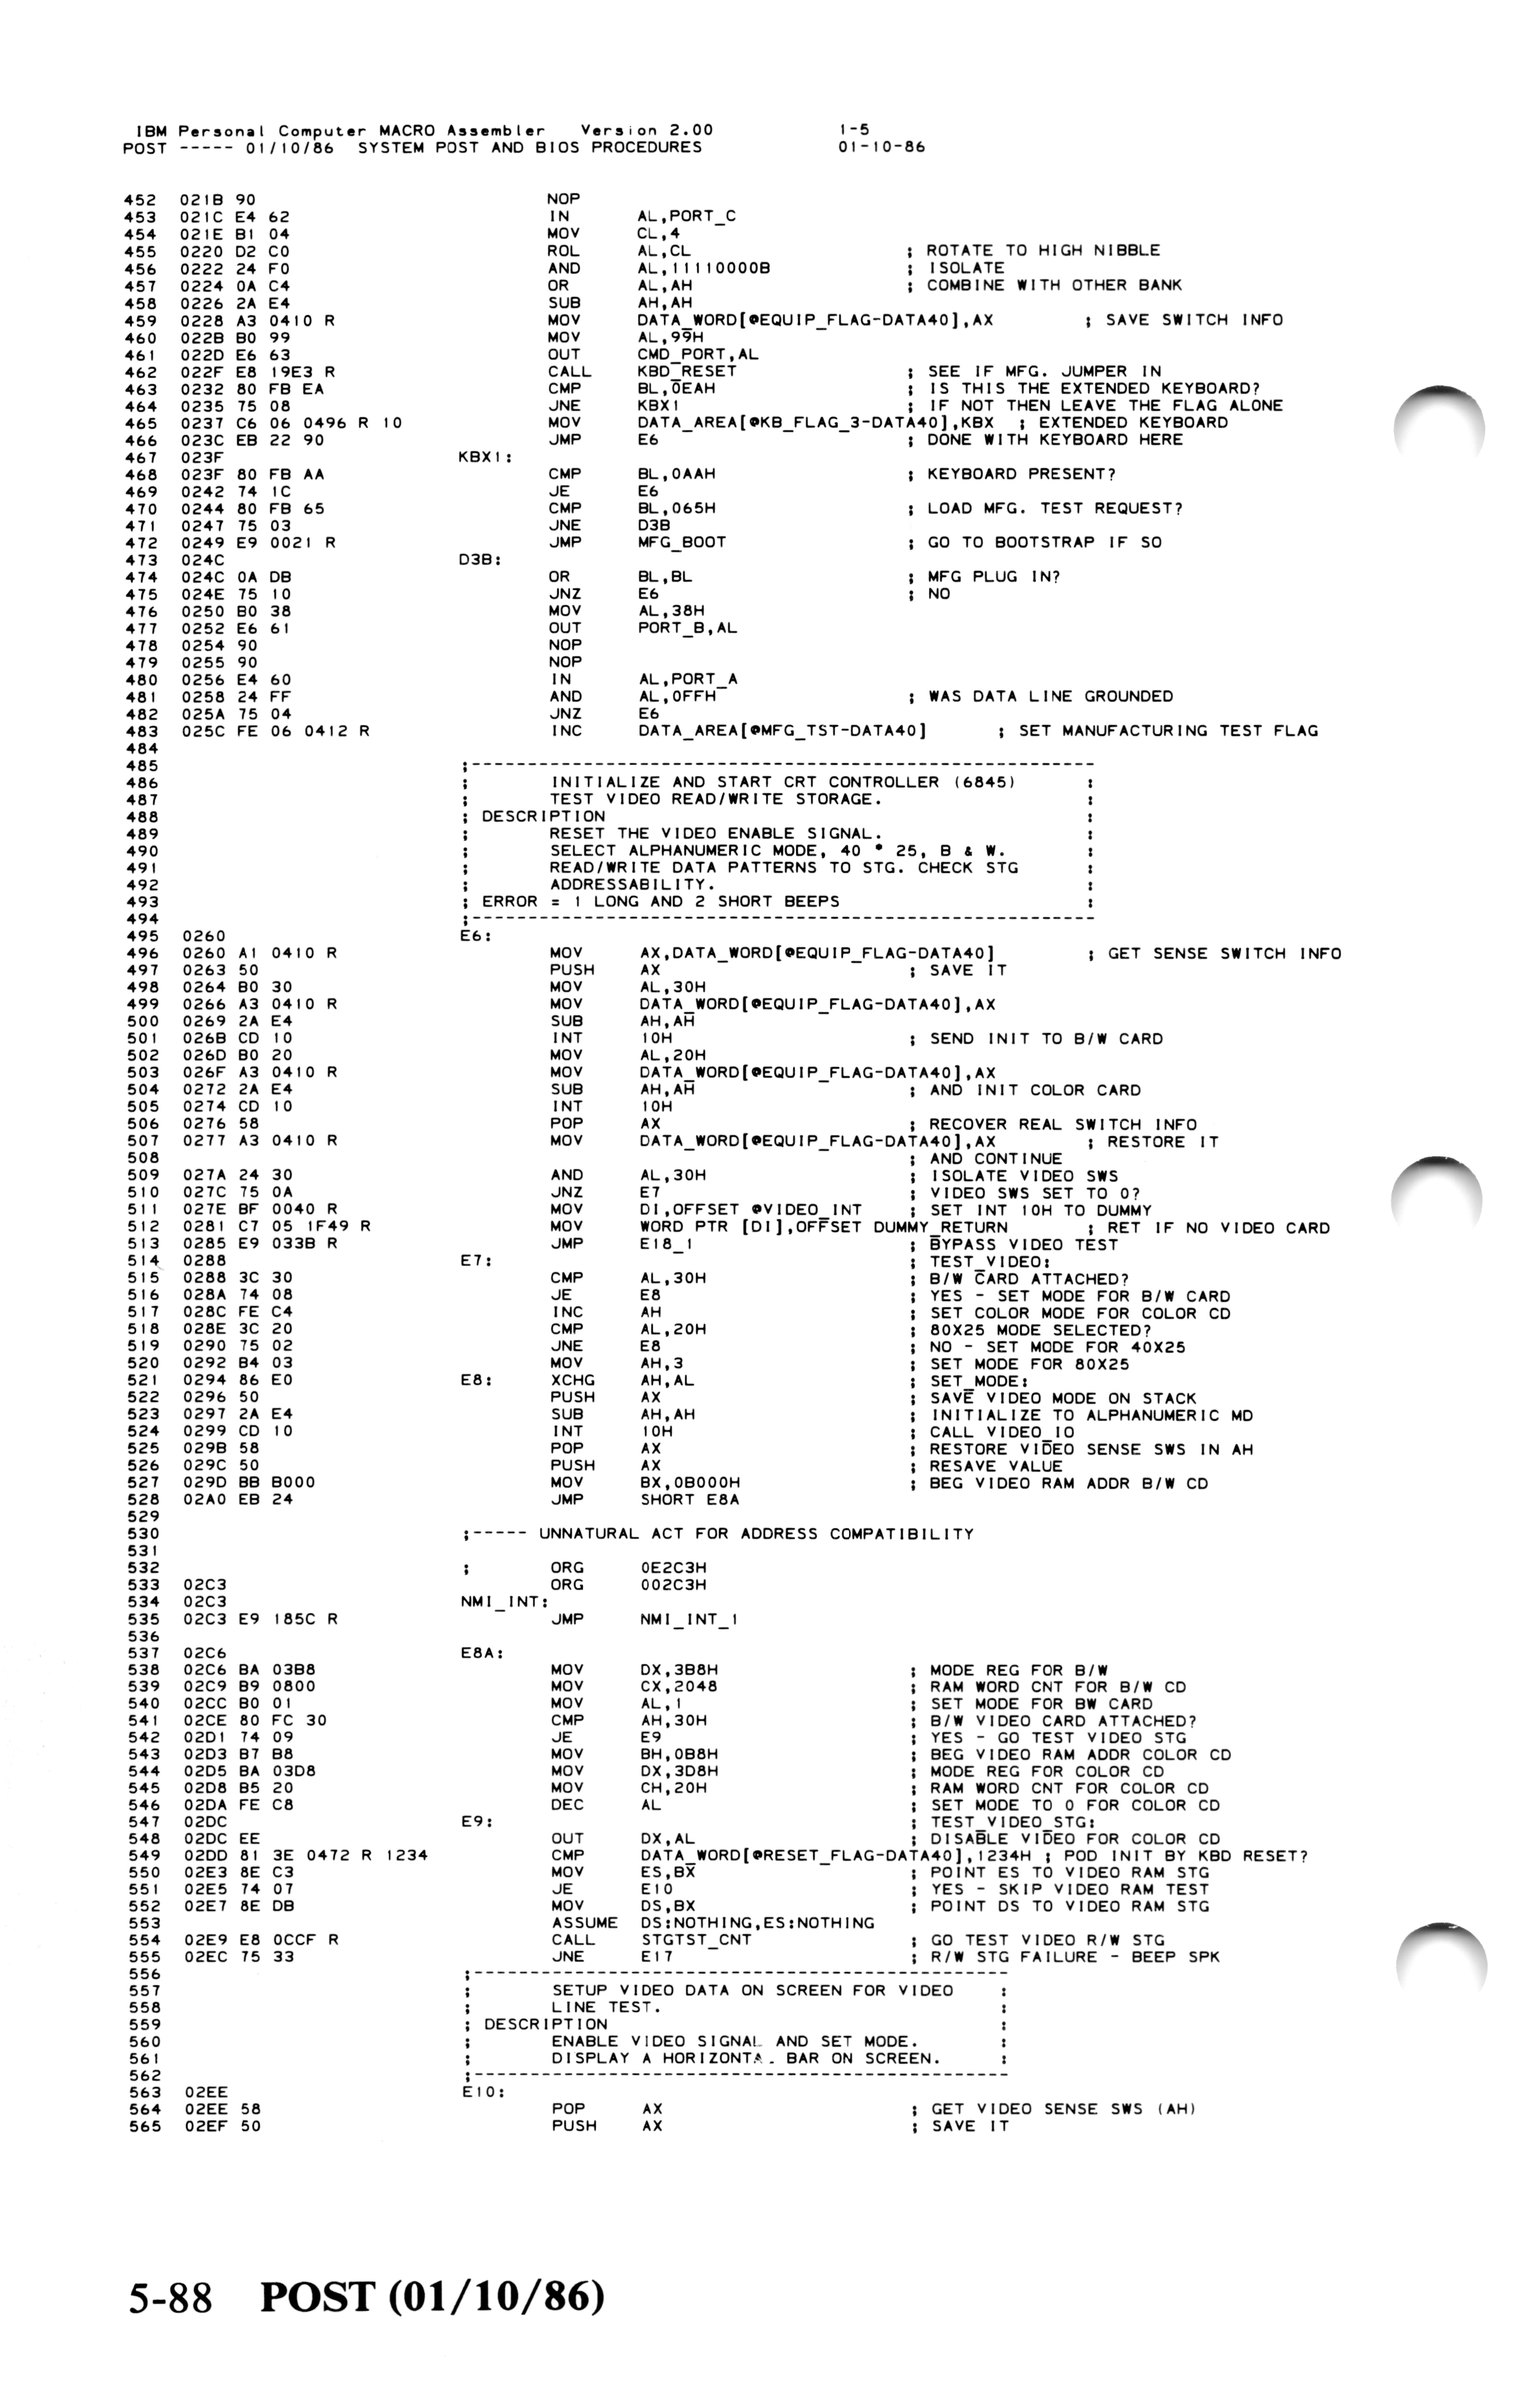 IBM Personal Computer MACRO Assembler   Version 2.00          1-5
POST ----- 01/10/86  SYSTEM POST AND BIOS PROCEDURES          01-10-86
452  021B 90  NOP
453  021C E4 62  IN  AL,PORT_C
454  021E B1 04  MOV  CL,4
455  0220 D2 C0  ROL  AL,CL  ; ROTATE TO HIGH NIBBLE
456  0222 24 F0  AND  AL,11110000B  ; ISOLATE
457  0224 0A C4  OR  AL,AH  ; COMBINE WITH OTHER BANK
458  0226 2A E4  SUB  AH,AH
459  0228 A3 0410 R  MOV  DATA_WORD[@EQUIP_FLAG-DATA40],AX  ; SAVE SWITCH INFO
460  022B B0 99  MOV  AL,99H
461  022D E6 63  OUT  CMD_PORT,AL
462  022F E8 19E3 R  CALL  KBD_RESET  ; SEE IF MFG. JUMPER IN
463  0232 80 FB EA  CMP  BL,0EAH  ; IS THIS THE EXTENDED KEYBOARD?
464  0235 75 08  JNE  KBX1  ; IF NOT THEN LEAVE THE FLAG ALONE
465  0237 C6 06 0496 R 10  MOV  DATA_AREA[@KB_FLAG_3-DATA40],KBX  ; EXTENDED KEYBOARD
466  023C EB 22 90  JMP  E6  ; DONE WITH KEYBOARD HERE
467  023F  KBX1:
468  023F 80 FB AA  CMP  BL,0AAH  ; KEYBOARD PRESENT?
469  0242 74 1C  JE  E6
470  0244 80 FB 65  CMP  BL,065H  ; LOAD MFG. TEST REQUEST?
471  0247 75 03  JNE  D3B
472  0249 E9 0021 R  JMP  MFG_BOOT  ; GO TO BOOTSTRAP IF SO
473  024C  D3B:
474  024C 0A DB  OR  BL,BL  ; MFG PLUG IN?
475  024E 75 10  JNZ  E6  ; NO
476  0250 B0 38  MOV  AL,38H
477  0252 E6 61  OUT  PORT_B,AL
478  0254 90  NOP
479  0255 90  NOP
480  0256 E4 60  IN  AL,PORT_A
481  0258 24 FF  AND  AL,0FFH  ; WAS DATA LINE GROUNDED
482  025A 75 04  JNZ  E6
483  025C FE 06 0412 R  INC  DATA_AREA[@MFG_TST-DATA40]  ; SET MANUFACTURING TEST FLAG
484
485  ;-------------------------------------------------------
486  ;  INITIALIZE AND START CRT CONTROLLER (6845)  :
487  ;  TEST VIDEO READ/WRITE STORAGE.  :
488  ; DESCRIPTION  :
489  ;  RESET THE VIDEO ENABLE SIGNAL.  :
490  ;  SELECT ALPHANUMERIC MODE, 40 * 25, B & W.  :
491  ;  READ/WRITE DATA PATTERNS TO STG. CHECK STG  :
492  ;  ADDRESSABILITY.  :
493  ; ERROR = 1 LONG AND 2 SHORT BEEPS  :
494  ;-------------------------------------------------------
495  0260  E6:
496  0260 A1 0410 R  MOV  AX,DATA_WORD[@EQUIP_FLAG-DATA40]  ; GET SENSE SWITCH INFO
497  0263 50  PUSH  AX  ; SAVE IT
498  0264 B0 30  MOV  AL,30H
499  0266 A3 0410 R  MOV  DATA_WORD[@EQUIP_FLAG-DATA40],AX
500  0269 2A E4  SUB  AH,AH
501  026B CD 10  INT  10H  ; SEND INIT TO B/W CARD
502  026D B0 20  MOV  AL,20H
503  026F A3 0410 R  MOV  DATA_WORD[@EQUIP_FLAG-DATA40],AX
504  0272 2A E4  SUB  AH,AH  ; AND INIT COLOR CARD
505  0274 CD 10  INT  10H
506  0276 58  POP  AX  ; RECOVER REAL SWITCH INFO
507  0277 A3 0410 R  MOV  DATA_WORD[@EQUIP_FLAG-DATA40],AX  ; RESTORE IT
508  ; AND CONTINUE
509  027A 24 30  AND  AL,30H  ; ISOLATE VIDEO SWS
510  027C 75 0A  JNZ  E7  ; VIDEO SWS SET TO 0?
511  027E BF 0040 R  MOV  DI,OFFSET @VIDEO_INT  ; SET INT 10H TO DUMMY
512  0281 C7 05 1F49 R  MOV  WORD PTR [DI],OFFSET DUMMY_RETURN  ; RET IF NO VIDEO CARD
513  0285 E9 033B R  JMP  E18_1  ; BYPASS VIDEO TEST
514  0288  E7:  ; TEST_VIDEO:
515  0288 3C 30  CMP  AL,30H  ; B/W CARD ATTACHED?
516  028A 74 08  JE  E8  ; YES - SET MODE FOR B/W CARD
517  028C FE C4  INC  AH  ; SET COLOR MODE FOR COLOR CD
518  028E 3C 20  CMP  AL,20H  ; 80X25 MODE SELECTED?
519  0290 75 02  JNE  E8  ; NO - SET MODE FOR 40X25
520  0292 B4 03  MOV  AH,3  ; SET MODE FOR 80X25
521  0294 86 E0  E8:  XCHG  AH,AL  ; SET_MODE:
522  0296 50  PUSH  AX  ; SAVE VIDEO MODE ON STACK
523  0297 2A E4  SUB  AH,AH  ; INITIALIZE TO ALPHANUMERIC MD
524  0299 CD 10  INT  10H  ; CALL VIDEO_IO
525  029B 58  POP  AX  ; RESTORE VIDEO SENSE SWS IN AH
526  029C 50  PUSH  AX  ; RESAVE VALUE
527  029D BB B000  MOV  BX,0B000H  ; BEG VIDEO RAM ADDR B/W CD
528  02A0 EB 24  JMP  SHORT E8A
529
530  ;----- UNNATURAL ACT FOR ADDRESS COMPATIBILITY
531
532  ;  ORG  0E2C3H
533  02C3  ORG  002C3H
534  02C3  NMI_INT:
535  02C3 E9 185C R  JMP  NMI_INT_1
536
537  02C6  E8A:
538  02C6 BA 03B8  MOV  DX,3B8H  ; MODE REG FOR B/W
539  02C9 B9 0800  MOV  CX,2048  ; RAM WORD CNT FOR B/W CD
540  02CC B0 01  MOV  AL,1  ; SET MODE FOR BW CARD
541  02CE 80 FC 30  CMP  AH,30H  ; B/W VIDEO CARD ATTACHED?
542  02D1 74 09  JE  E9  ; YES - GO TEST VIDEO STG
543  02D3 B7 B8  MOV  BH,0B8H  ; BEG VIDEO RAM ADDR COLOR CD
544  02D5 BA 03D8  MOV  DX,3D8H  ; MODE REG FOR COLOR CD
545  02D8 B5 20  MOV  CH,20H  ; RAM WORD CNT FOR COLOR CD
546  02DA FE C8  DEC  AL  ; SET MODE TO 0 FOR COLOR CD
547  02DC  E9:  ; TEST_VIDEO_STG:
548  02DC EE  OUT  DX,AL  ; DISABLE VIDEO FOR COLOR CD
549  02DD 81 3E 0472 R 1234  CMP  DATA_WORD[@RESET_FLAG-DATA40],1234H ; POD INIT BY KBD RESET?
550  02E3 8E C3  MOV  ES,BX  ; POINT ES TO VIDEO RAM STG
551  02E5 74 07  JE  E10  ; YES - SKIP VIDEO RAM TEST
552  02E7 8E DB  MOV  DS,BX  ; POINT DS TO VIDEO RAM STG
553  ASSUME  DS:NOTHING,ES:NOTHING
554  02E9 E8 0CCF R  CALL  STGTST_CNT  ; GO TEST VIDEO R/W STG
555  02EC 75 33  JNE  E17  ; R/W STG FAILURE - BEEP SPK
556  ;-----------------------------------------------
557  ;  SETUP VIDEO DATA ON SCREEN FOR VIDEO  :
558  ;  LINE TEST.  :
559  ; DESCRIPTION  :
560  ;  ENABLE VIDEO SIGNAL AND SET MODE.  :
561  ;  DISPLAY A HORIZONTAL BAR ON SCREEN.  :
562  ;-----------------------------------------------
563  02EE  E10:
564  02EE 58  POP  AX  ; GET VIDEO SENSE SWS (AH)
565  02EF 50  PUSH  AX  ; SAVE IT
5-88  POST (01/10/86)